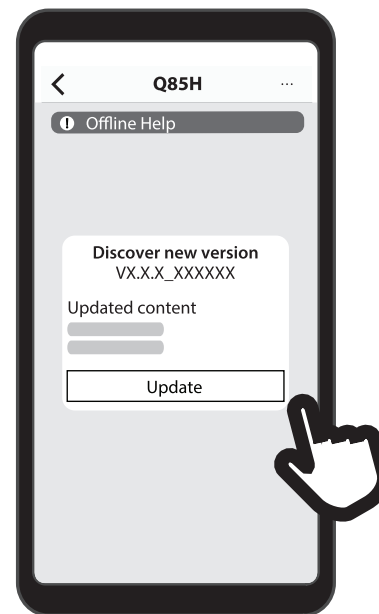 Q85H ...
! Offline Help
Discover new version
VX.X.X_XXXXXX
Updated content
Update